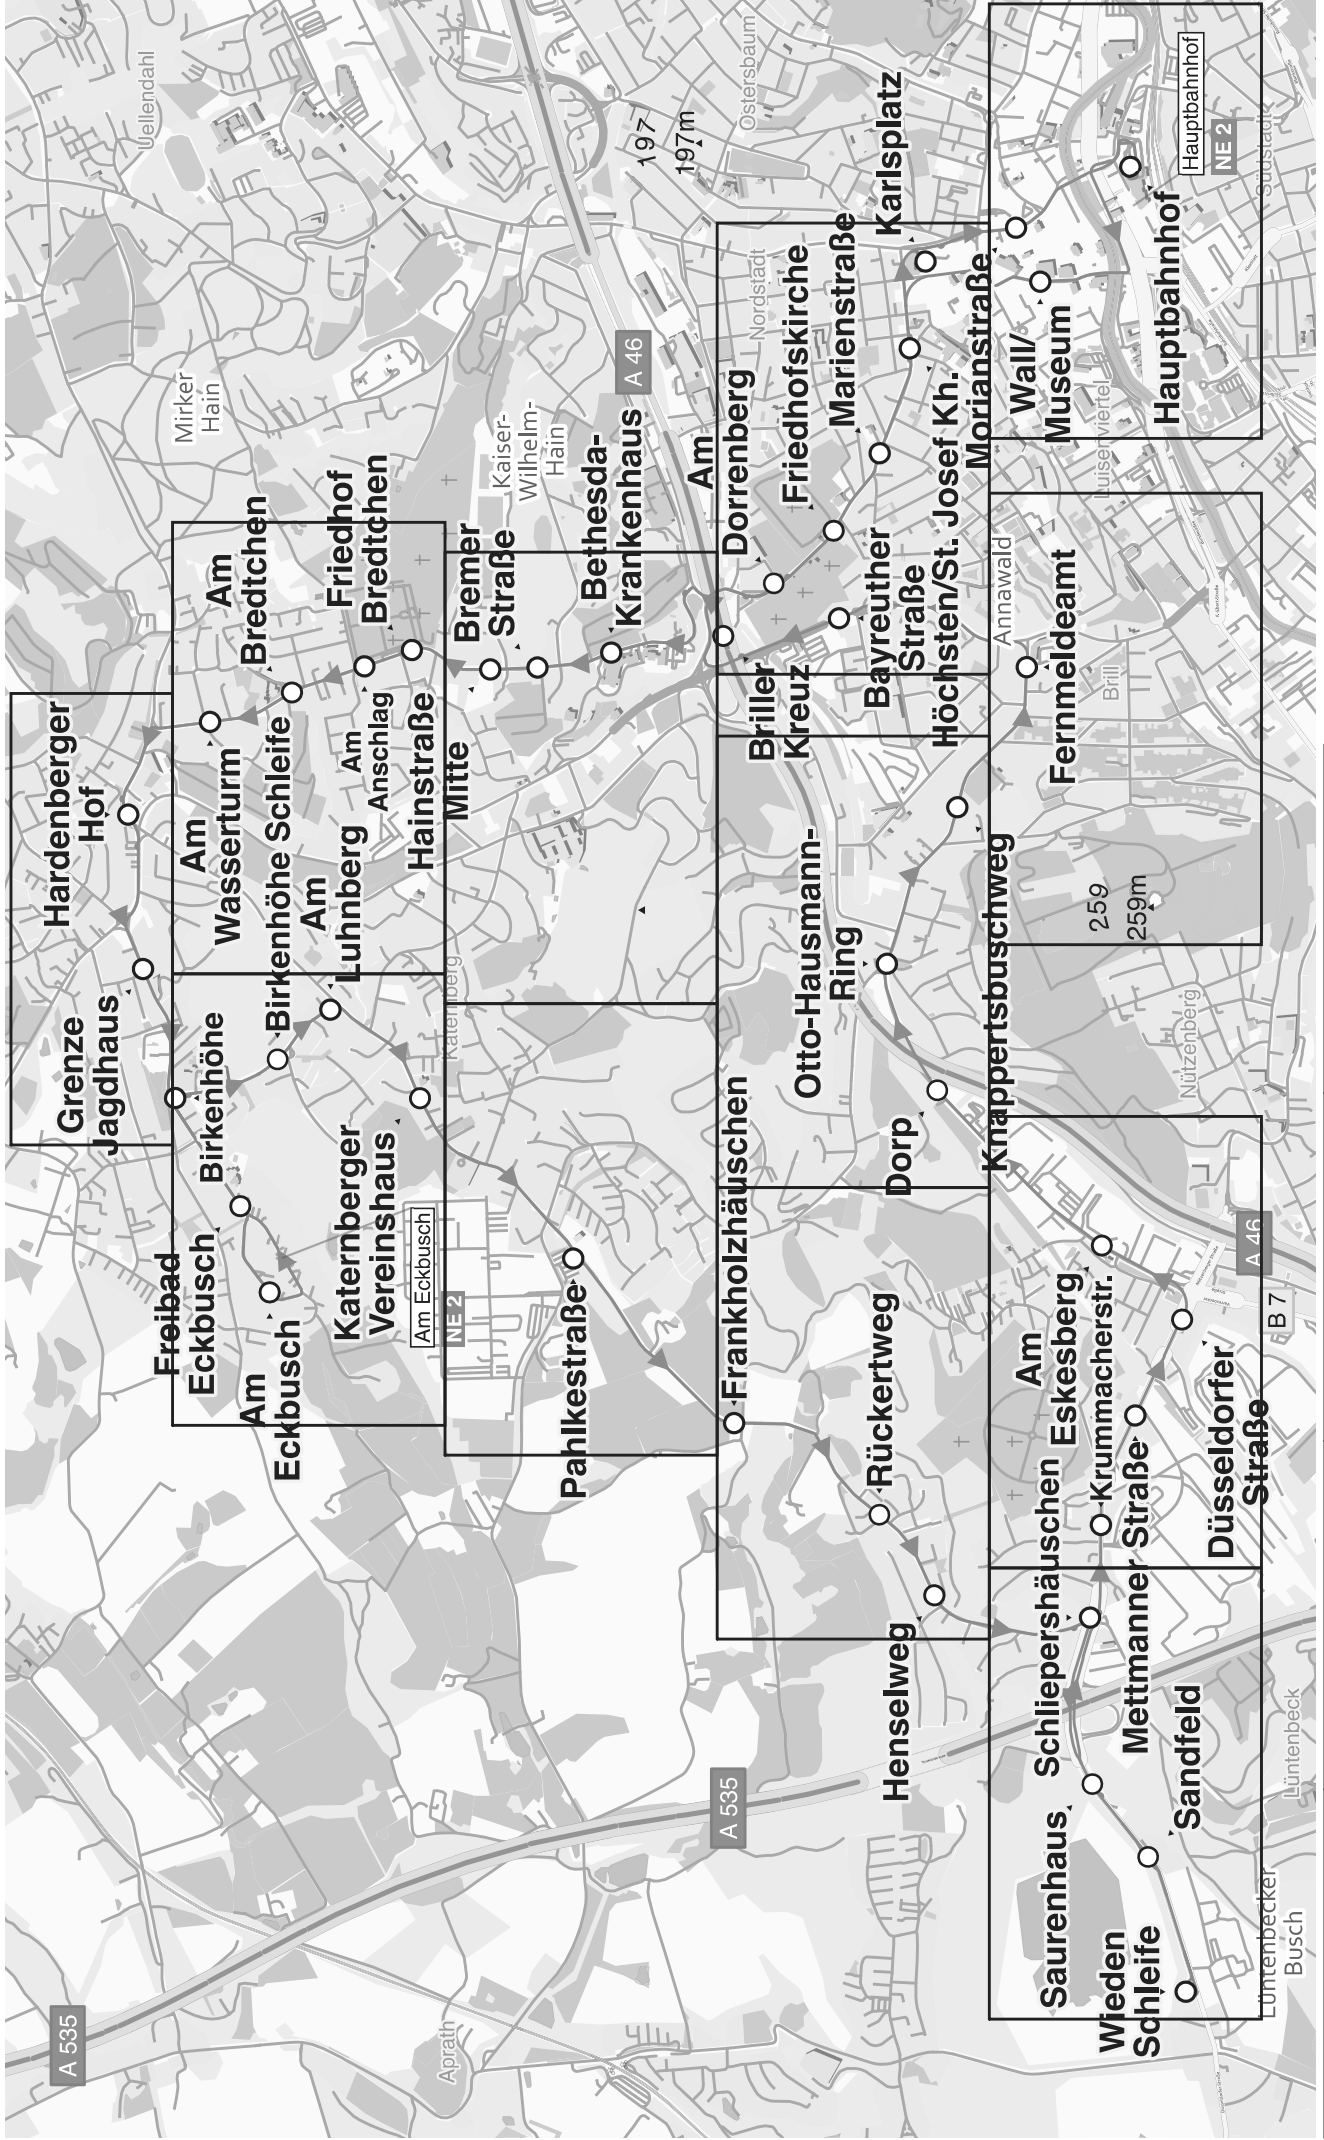 Uellendahl
Ostersbaum
197
197m
Karlsplatz
Hauptbahnhof
NE 2
Südstadt
Hauptbahnhof
Nordstadt
Friedhofskirche
Marienstraße
Morianstraße
Wall/
Museum
Luisenviertel
A 46
Mirker
Hain
Kaiser-
Wilhelm-
Hain
Bethesda-
Krankenhaus
Am
Dorrenberg
Höchsten/St. Josef Kh.
Am
Bredtchen
Friedhof
Bredtchen
Bremer
Straße
Bayreuther
Straße
Annawald
Fernmeldeamt
Brill
Briller
Kreuz
Hardenberger
Hof
Am
Wasserturm
Birkenhöhe Schleife
Am
Anschlag
Hainstraße
Mitte
Am
Luhnberg
Otto-Hausmann-
Ring
Knappertsbuschweg
259
259m
Nützenberg
Grenze
Jagdhaus
Birkenhöhe
Katernberg
Katernberger
Vereinshaus
Am Eckbusch
NE 2
Frankholzhäuschen
Dorp
Freibad
Eckbusch
Am
Eckbusch
Pahlkestraße
Rückertweg
Am
Eskesberg
Krummacherstr.
A 46
B 7
Düsseldorfer
Straße
Schliepershäuschen
Mettmanner Straße
Henselweg
A 535
Sandfeld
Lüntenbeck
Saurenhaus
Wieden
Schleife
Lüntenbecker
Busch
A 535
Aprath